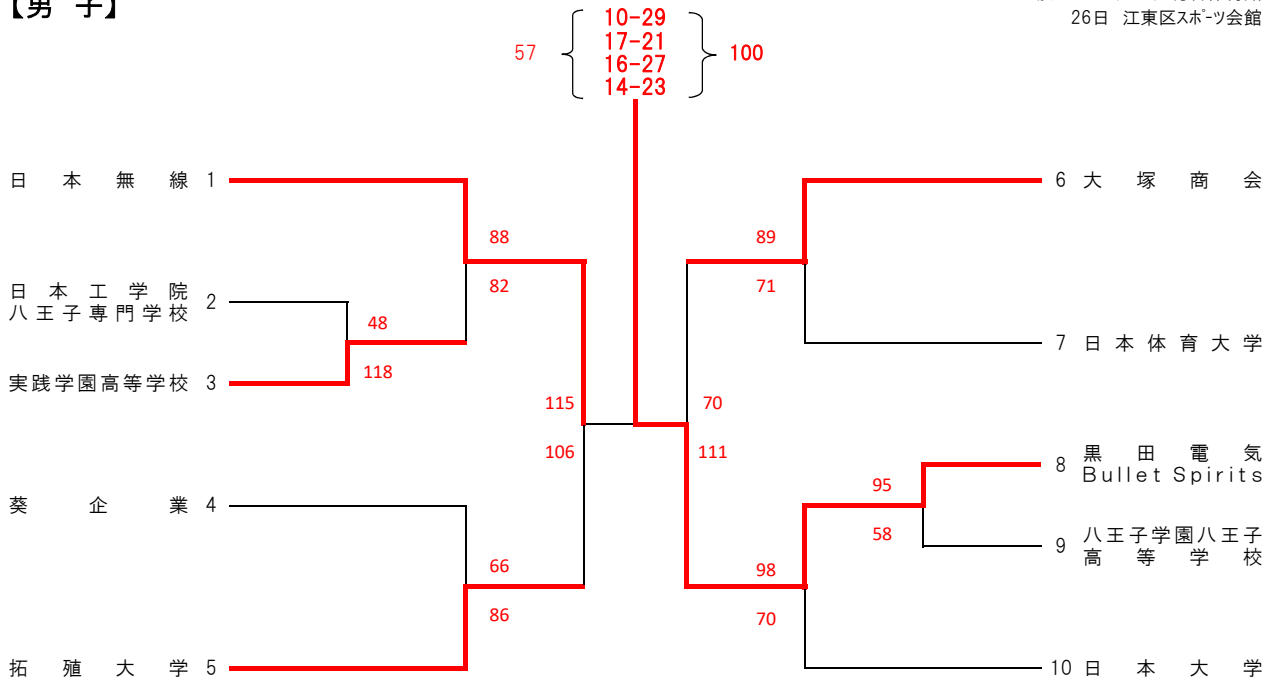 【男 子】
26日 江東区スポーツ会館
10-29
17-21
16-27
14-23
57
100
日本無線 1
6 大塚商会
88
82
89
71
日本工学院
八王子専門学校 2
48
118
7 日本体育大学
実践学園高等学校 3
115
106
70
111
8 黒田電気
Bullet Spirits
95
58
葵企業 4
9 八王子学園八王子
高等学校
66
86
98
70
拓殖大学 5
10 日本大学